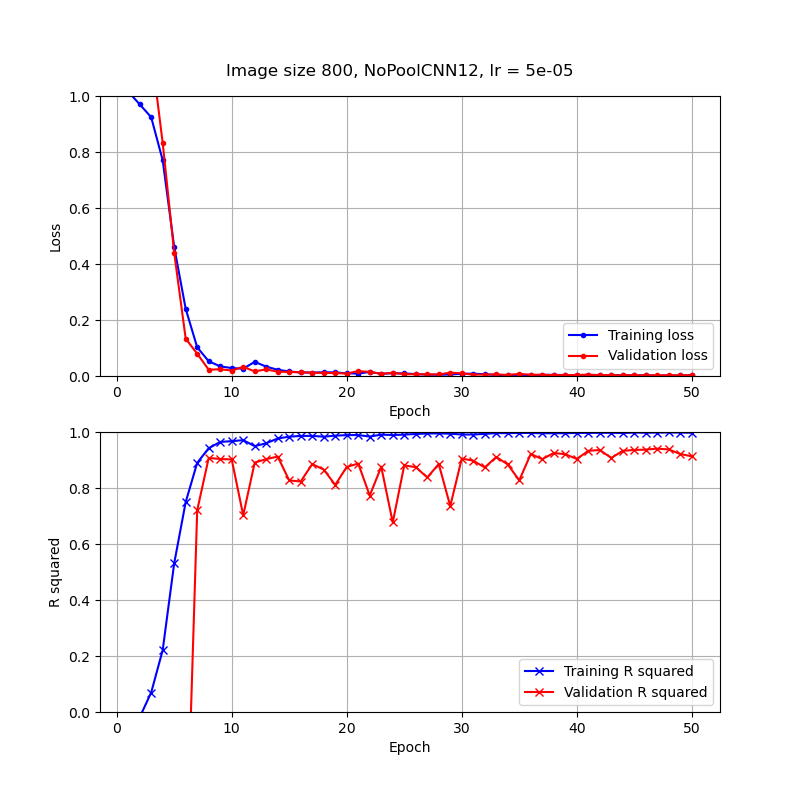 Image size 800, NoPoolCNN12, lr = 5e-05
1.0
0.8
0.6
0.4
0.2
0.0
Loss
Training loss
Validation loss
0 10 20 30 40 50
Epoch
1.0
0.8
0.6
0.4
0.2
0.0
R squared
Training R squared
Validation R squared
0 10 20 30 40 50
Epoch